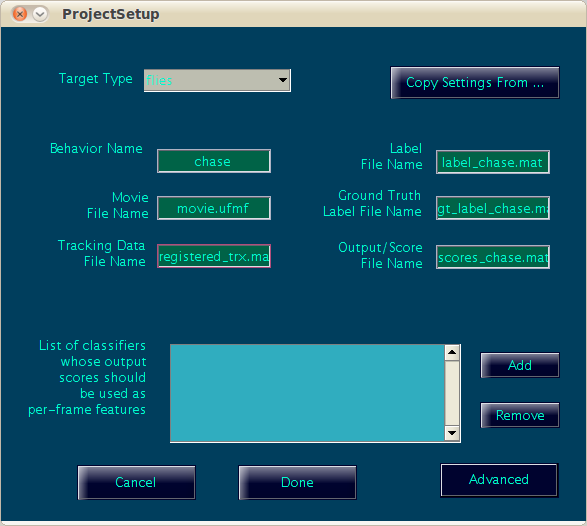 ProjectSetup
Target Type
flies
Copy Settings From ...
Behavior Name
chase
Label
File Name
label_chase.mat
Movie
File Name
movie.ufmf
Ground Truth
Label File Name
gt_label_chase.ma
Tracking Data
File Name
registered_trx.ma
Output/Score
File Name
scores_chase.mat
List of classifiers
whose output
scores should
be used as
per-frame features
Add
Remove
Cancel
Done
Advanced